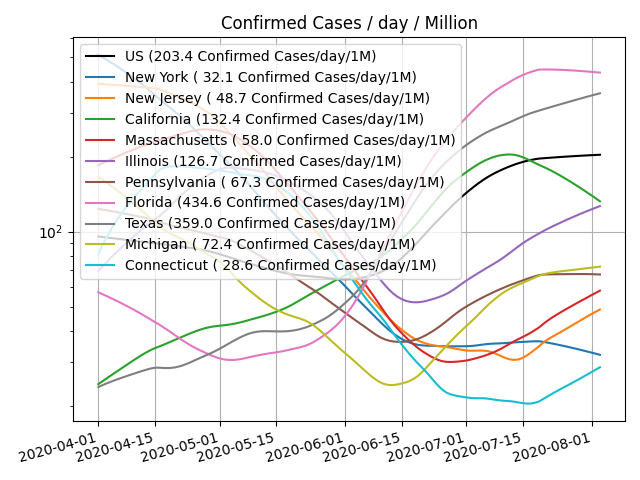 Confirmed Cases / day / Million
US (203.4 Confirmed Cases/day/1M)
New York ( 32.1 Confirmed Cases/day/1M)
New Jersey ( 48.7 Confirmed Cases/day/1M)
California (132.4 Confirmed Cases/day/1M)
Massachusetts ( 58.0 Confirmed Cases/day/1M)
Illinois (126.7 Confirmed Cases/day/1M)
Pennsylvania ( 67.3 Confirmed Cases/day/1M)
Florida (434.6 Confirmed Cases/day/1M)
Texas (359.0 Confirmed Cases/day/1M)
Michigan ( 72.4 Confirmed Cases/day/1M)
Connecticut ( 28.6 Confirmed Cases/day/1M)
10²
2020-04-01 2020-04-15 2020-05-01 2020-05-15 2020-06-01 2020-06-15 2020-07-01 2020-07-15 2020-08-01